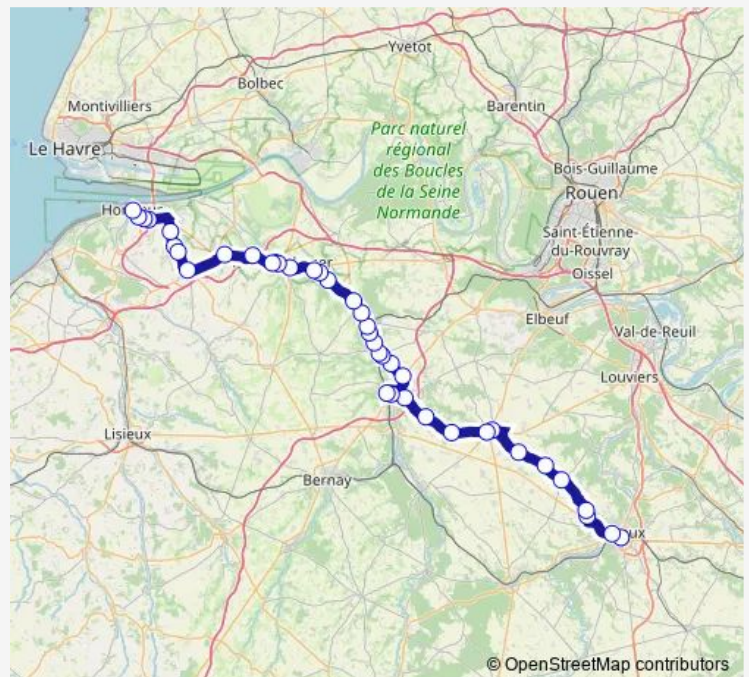 Yvetot
Bolbec
Montivilliers
Barentin
Le Havre
Parc naturel
régional
des Boucles
de la Seine
Normande
Bois-Guillaume
Rouen
Saint-Étienne-
du-Rouvray
Oissel
Elbeuf
Val-de-Reuil
Louviers
Lisieux
Bernay
© OpenStreetMap contributors